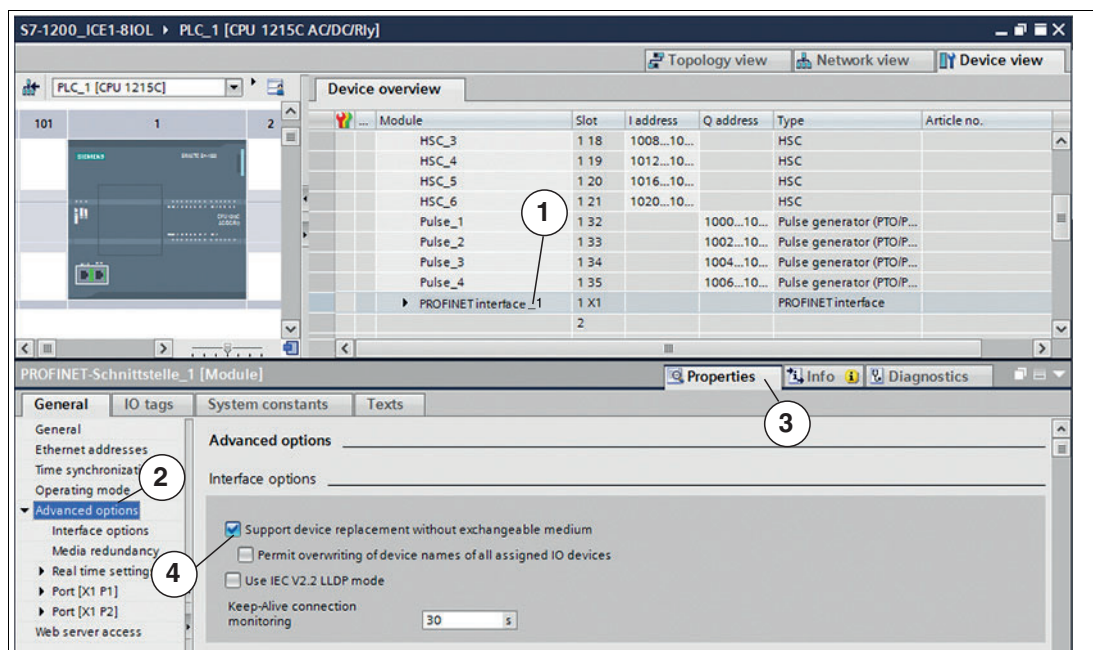 S7-1200_ICE1-8IOL ▸ PLC_1 [CPU 1215C AC/DC/Rly]
Topology view Network view Device view
PLC_1 [CPU 1215C]
Device overview
101 1 2
... Module Slot I address Q address Type Article no.
HSC_3 1 18 1008...10... HSC
HSC_4 1 19 1012...10... HSC
HSC_5 1 20 1016...10... HSC
HSC_6 1 21 1020...10... HSC
Pulse_1 1 32 1000...10... Pulse generator (PTO/P...
Pulse_2 1 33 1002...10... Pulse generator (PTO/P...
Pulse_3 1 34 1004...10... Pulse generator (PTO/P...
Pulse_4 1 35 1006...10... Pulse generator (PTO/P...
PROFINET interface_1 1 X1 PROFINET interface
2
SIEMENS
1
PROFINET-Schnittstelle_1 [Module]
Properties Info Diagnostics
3
General IO tags System constants Texts
General
Ethernet addresses
Operating mode
Advanced options
Interface options
Media redundancy
Real time setting
Port [X1 P1]
Port [X1 P2]
Web server access
2
4
Advanced options
Interface options
Support device replacement without exchangeable medium
Permit overwriting of device names of all assigned IO devices
Use IEC V2.2 LLDP mode
Keep-Alive connection
monitoring 30 s